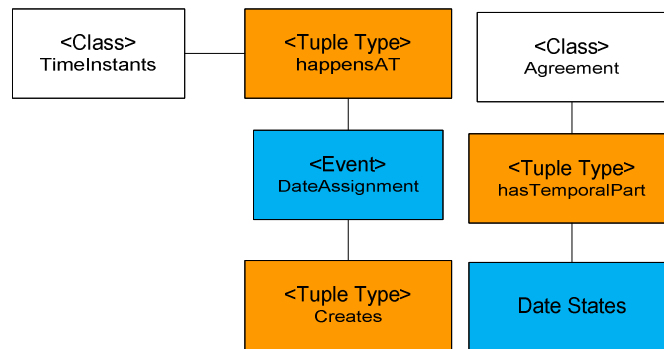 <Class>
TimeInstants
<Tuple Type>
happensAT
<Class>
Agreement
<Event>
DateAssignment
<Tuple Type>
hasTemporalPart
<Tuple Type>
Creates
Date States